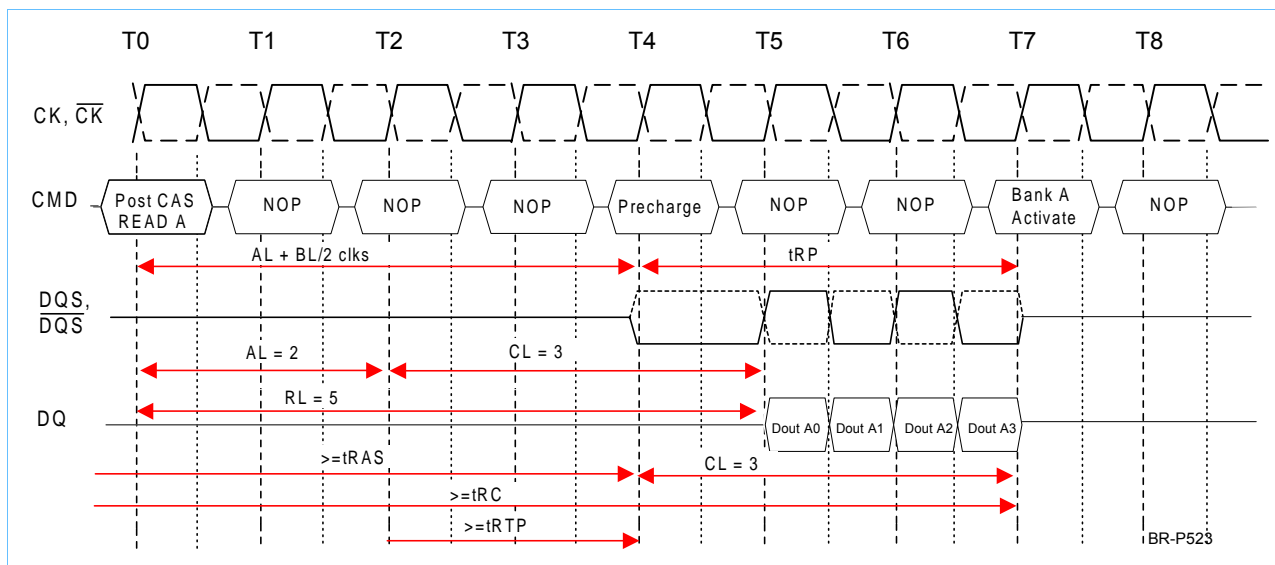 T0 T1 T2 T3 T4 T5 T6 T7 T8
CK, CK
CMD
Post CAS
READ A
NOP
NOP
NOP
Precharge
NOP
NOP
Bank A
Activate
NOP
AL + BL/2 clks
tRP
DQS,
DQS
AL = 2
CL = 3
RL = 5
DQ
Dout A0
Dout A1
Dout A2
Dout A3
>=tRAS
CL = 3
>=tRC
>=tRTP
BR-P523